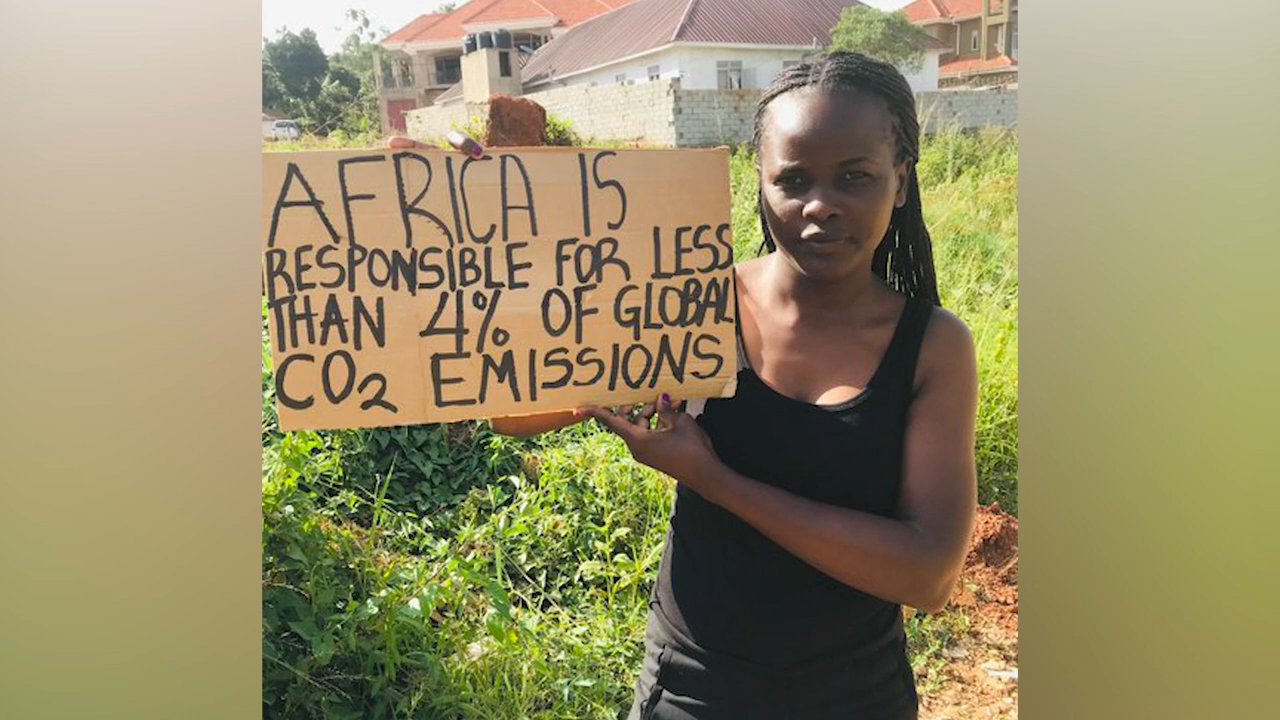 AFRICA IS
RESPONSIBLE FOR LESS
THAN 4% OF GLOBAL
CO2 EMISSIONS